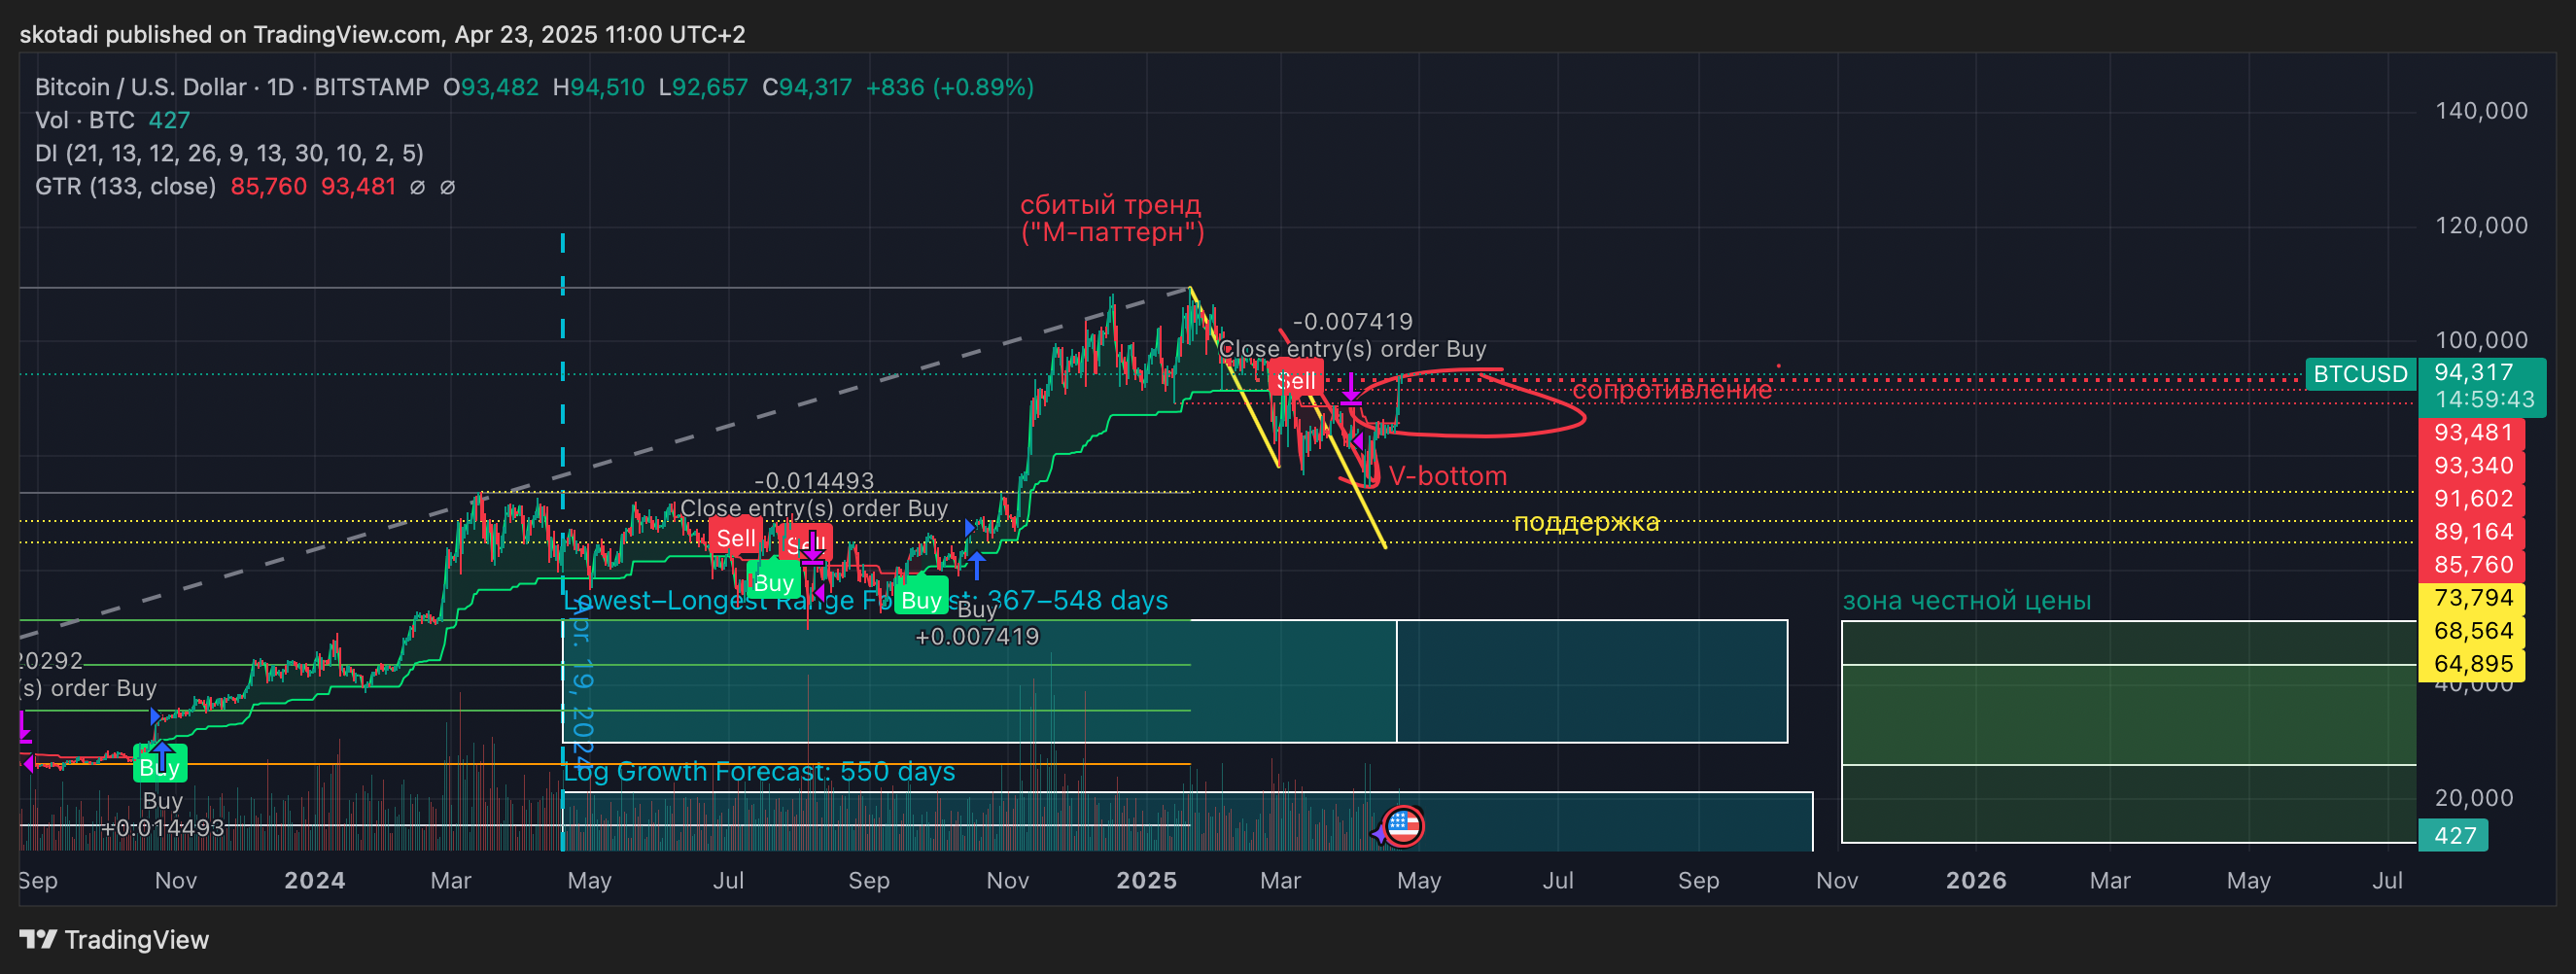 skotadi published on TradingView.com, Apr 23, 2025 11:00 UTC+2
Bitcoin / U.S. Dollar · 1D · BITSTAMP O93,482 H94,510 L92,657 C94,317 +836 (+0.89%)
Vol · BTC 427
DI (21, 13, 12, 26, 9, 13, 30, 10, 2, 5)
GTR (133, close) 85,760 93,481 ∅ ∅
140,000
сбитый тренд
("М-паттерн")
120,000
-0.007419
Close entry(s) order Buy
100,000
Sell
BTCUSD 94,317
14:59:43
сопротивление
93,481
93,340
V-bottom
-0.014493
Close entry(s) order Buy
91,602
поддержка
89,164
Sell
Sell
85,760
Buy
Buy
Buy
+0.007419
Lowest–Longest Range Forecast: 367–548 days
зона честной цены
73,794
68,564
64,895
40,000
20292
(s) order Buy
Apr. 19, 2024
Buy
Buy
+0.014493
Log Growth Forecast: 550 days
20,000
427
Sep Nov 2024 Mar May Jul Sep Nov 2025 Mar May Jul Sep Nov 2026 Mar May Jul
TradingView